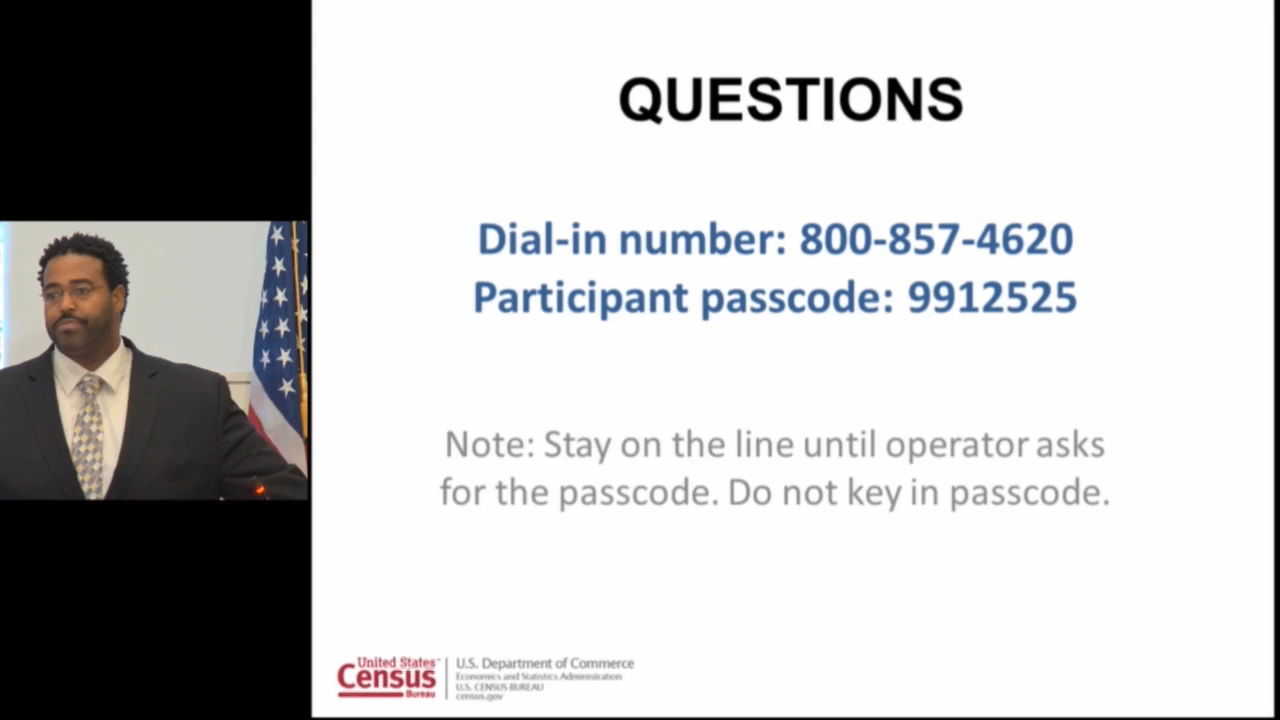 QUESTIONS
Dial-in number: 800-857-4620
Participant passcode: 9912525
Note: Stay on the line until operator asks
for the passcode. Do not key in passcode.
United States™
Census
Bureau
U.S. Department of Commerce
Economics and Statistics Administration
U.S. CENSUS BUREAU
census.gov